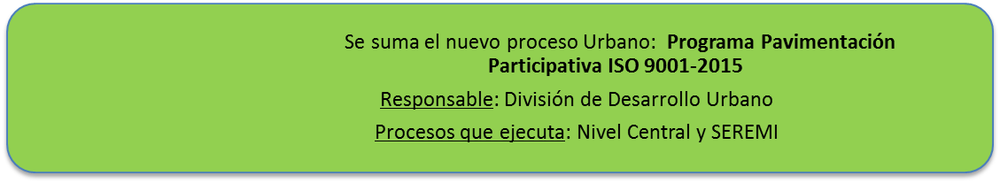 Se suma el nuevo proceso Urbano: Programa Pavimentación
Participativa ISO 9001-2015
Responsable: División de Desarrollo Urbano
Procesos que ejecuta: Nivel Central y SEREMI